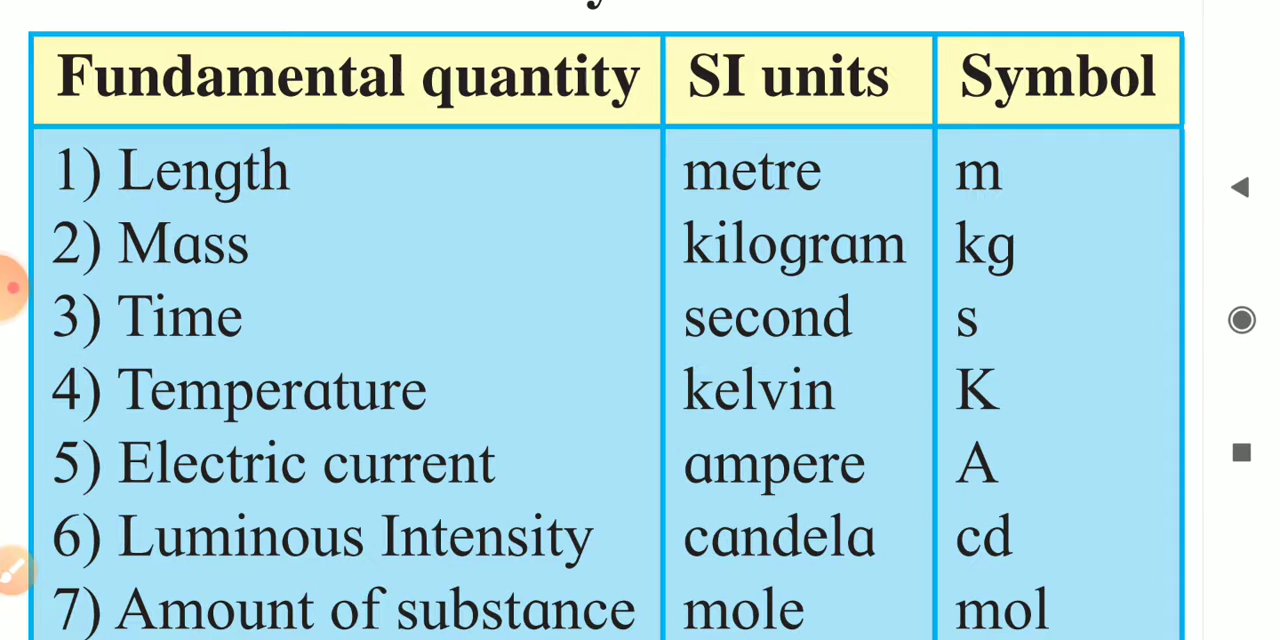 Fundamental quantity SI units Symbol
1) Length metre m
2) Mass kilogram kg
3) Time second s
4) Temperature kelvin K
5) Electric current ampere A
6) Luminous Intensity candela cd
7) Amount of substance mole mol